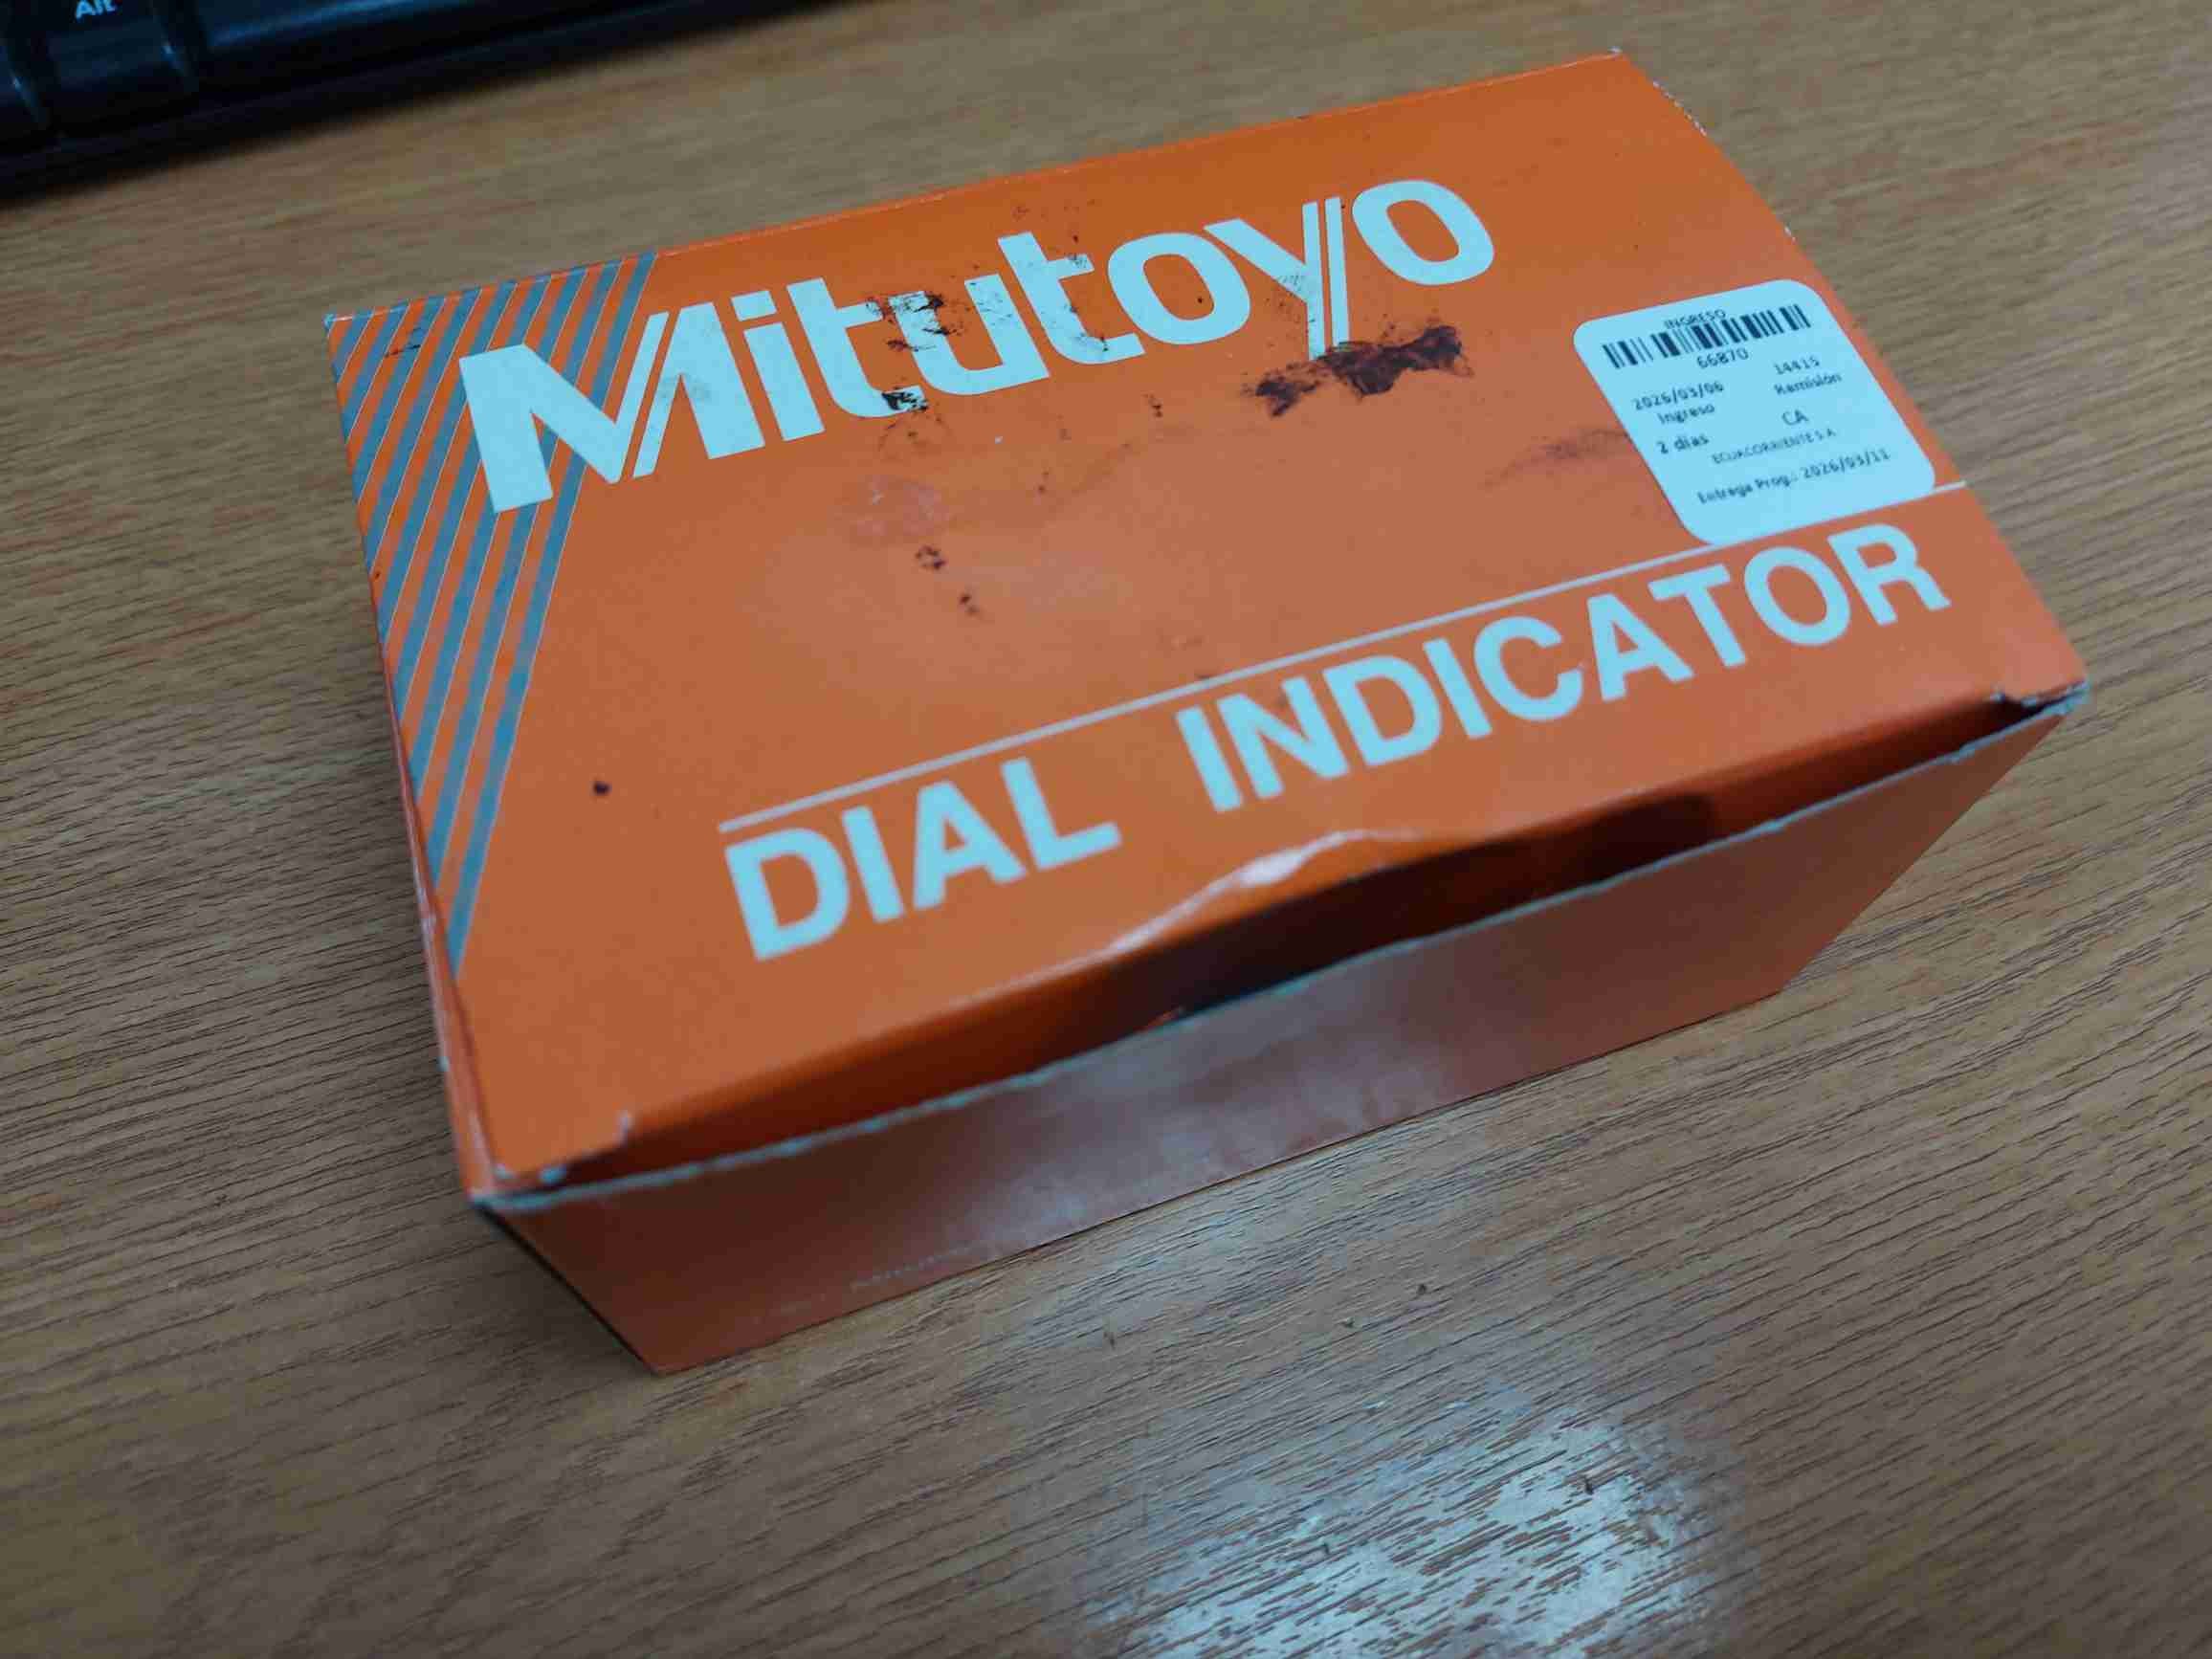 Alt
Mitutoyo
INGRESO
66870
14415
2026/03/06
Remisión
Ingreso
CA
2 días
ECUACORRIENTE S.A.
Entrega Prog.: 2026/03/11
DIAL INDICATOR